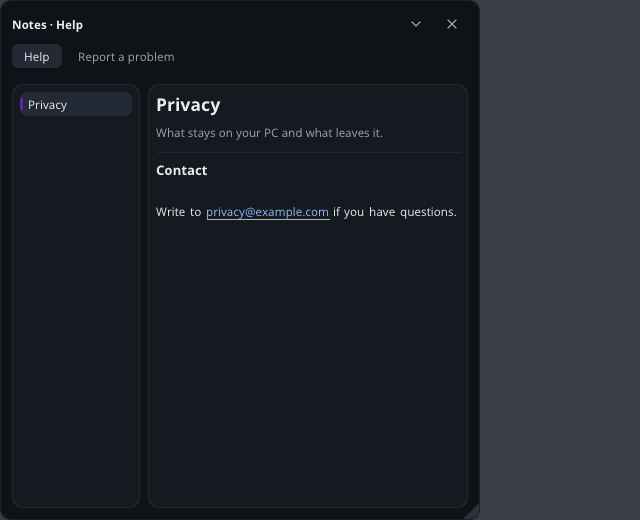 Notes · Help
Help
Report a problem
Privacy
Privacy
What stays on your PC and what leaves it.
Contact
Write to privacy@example.com if you have questions.